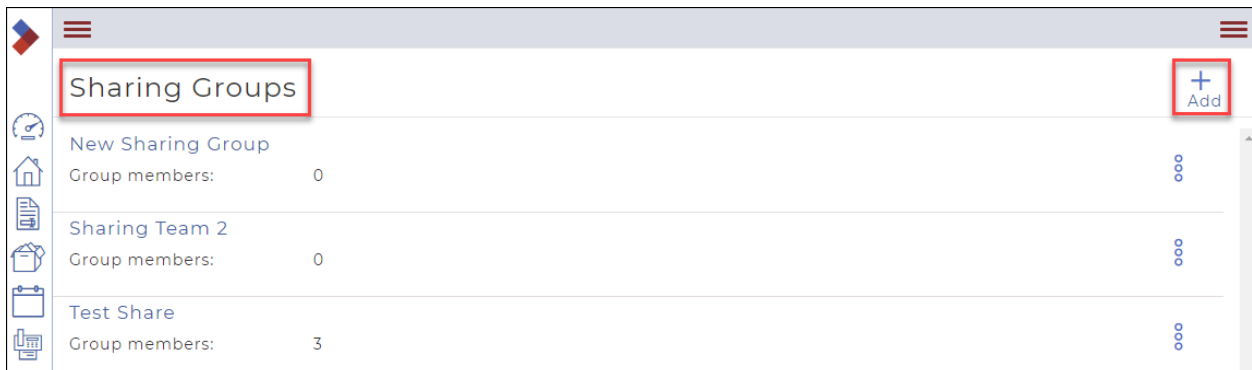 Sharing Groups
Add
New Sharing Group
Group members: 0
Sharing Team 2
Group members: 0
Test Share
Group members: 3